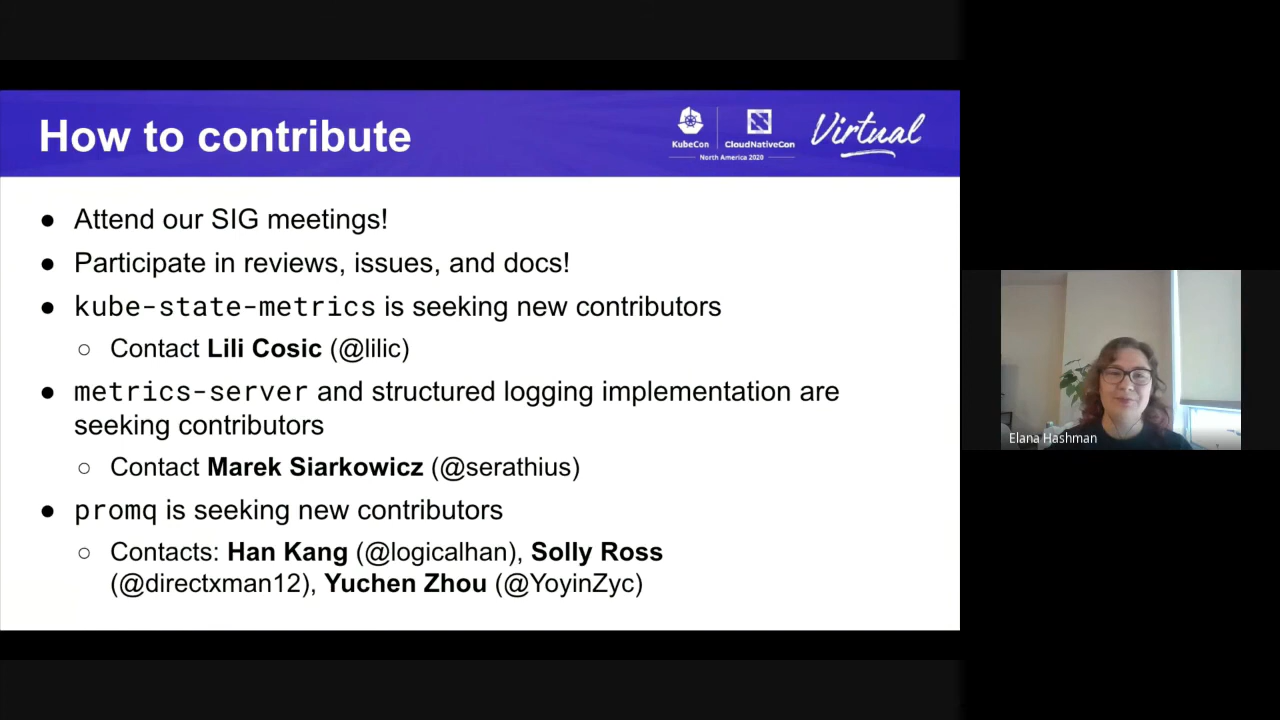 How to contribute
KubeCon
CloudNativeCon
North America 2020
Virtual
● Attend our SIG meetings!
● Participate in reviews, issues, and docs!
● kube-state-metrics is seeking new contributors
○ Contact Lili Cosic (@lilic)
● metrics-server and structured logging implementation are
seeking contributors
○ Contact Marek Siarkowicz (@serathius)
● promq is seeking new contributors
○ Contacts: Han Kang (@logicalhan), Solly Ross
(@directxman12), Yuchen Zhou (@YoyinZyc)
Elana Hashman